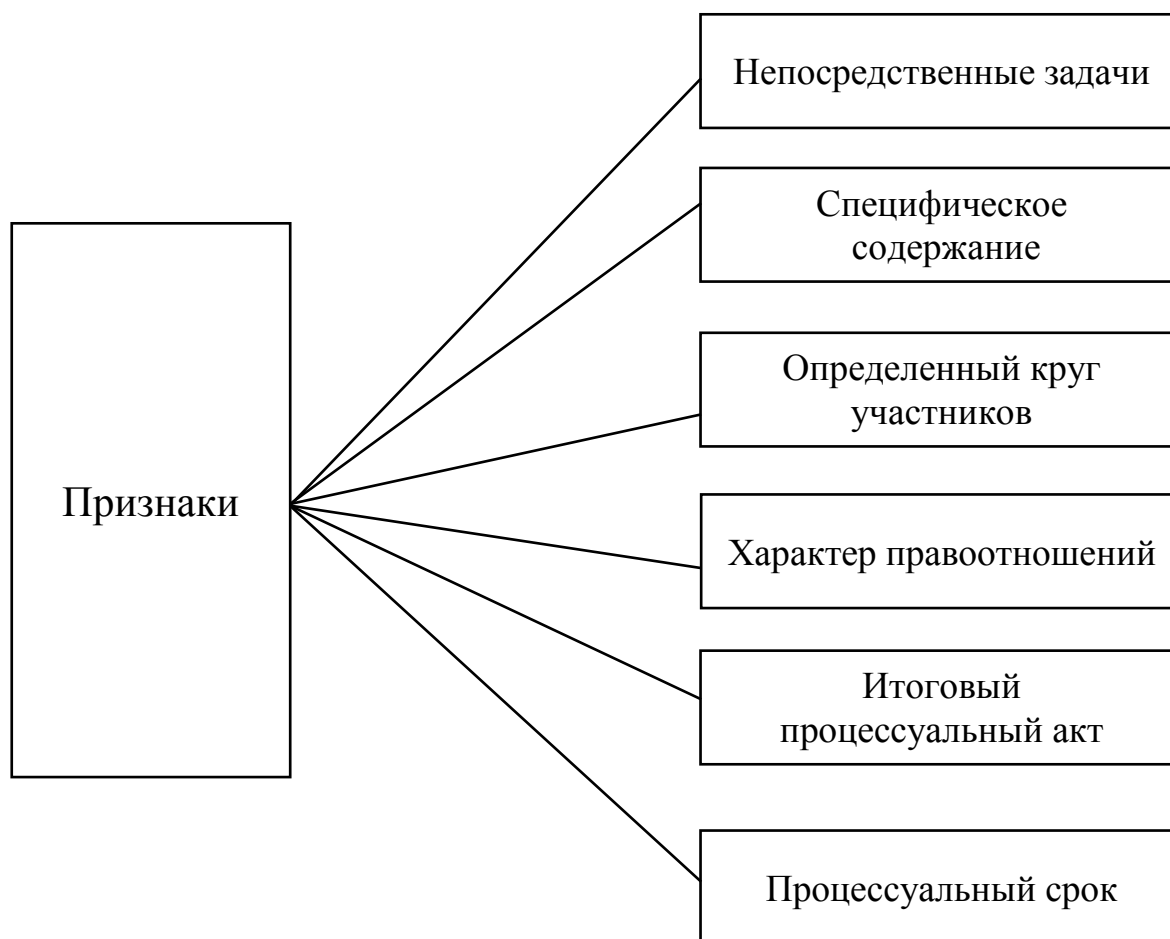 Признаки
Непосредственные задачи
Специфическое
содержание
Определенный круг
участников
Характер правоотношений
Итоговый
процессуальный акт
Процессуальный срок